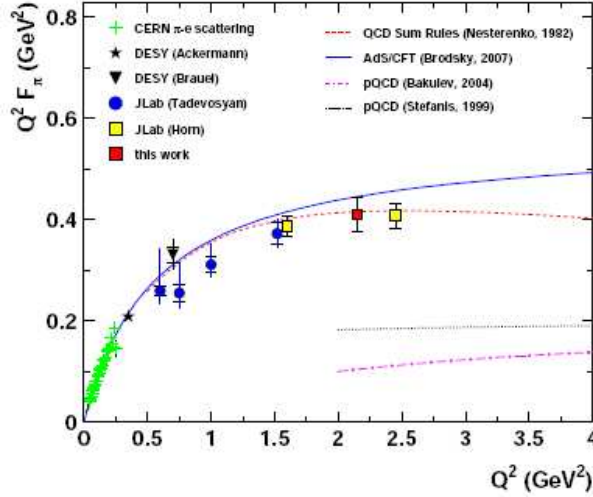 Q² Fπ (GeV²)
0.8
0.6
0.4
0.2
0
CERN π-e scattering
DESY (Ackermann)
DESY (Brauel)
JLab (Tadevosyan)
JLab (Horn)
this work
QCD Sum Rules (Nesterenko, 1982)
AdS/CFT (Brodsky, 2007)
pQCD (Bakulev, 2004)
pQCD (Stefanis, 1999)
0 0.5 1 1.5 2 2.5 3 3.5 4
Q² (GeV²)